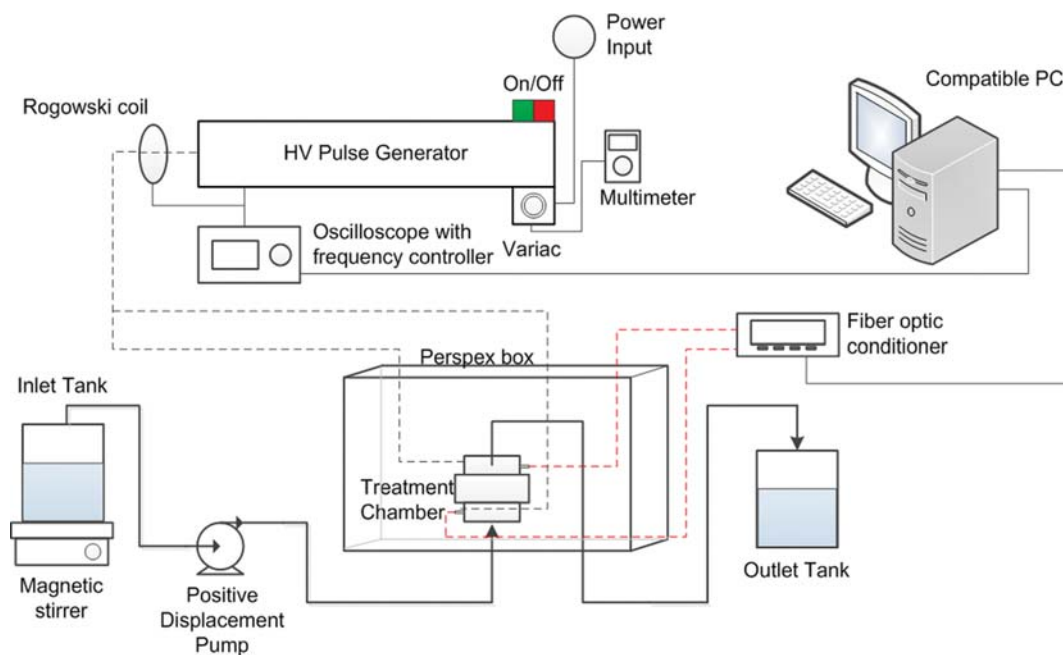 Power
Input
On/Off
Compatible PC
Rogowski coil
HV Pulse Generator
Multimeter
Oscilloscope with
frequency controller
Variac
Fiber optic
conditioner
Perspex box
Inlet Tank
Treatment
Chamber
Magnetic
stirrer
Positive
Displacement
Pump
Outlet Tank